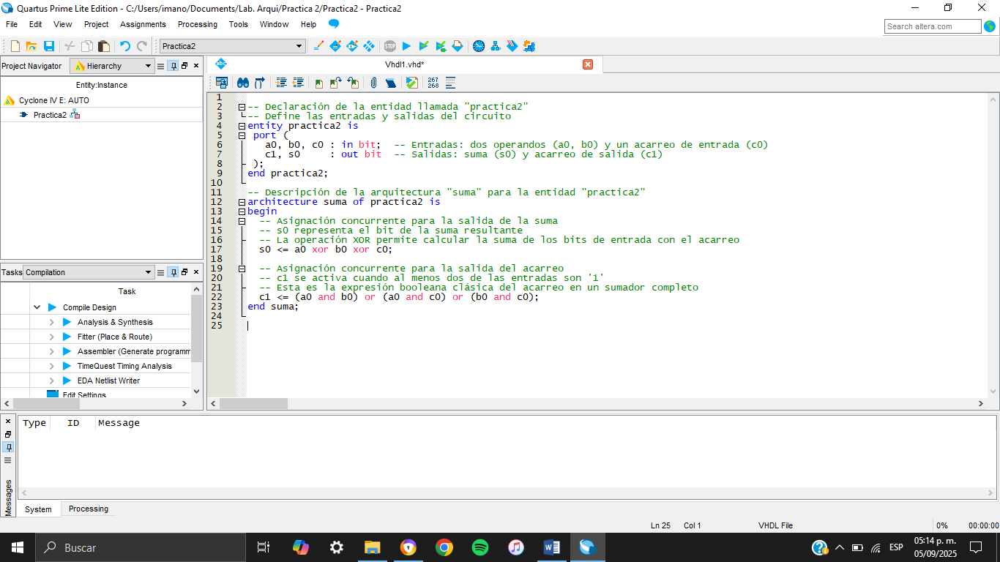 Quartus Prime Lite Edition - C:/Users/imano/Documents/Lab. Arqui/Practica 2/Practica2 - Practica2
File Edit View Project Assignments Processing Tools Window Help
Search altera.com
Practica2
STOP
Project Navigator Hierarchy
Entity:Instance
Cyclone IV E: AUTO
Practica2
Tasks Compilation
Task
Compile Design
Analysis & Synthesis
Fitter (Place & Route)
Assembler (Generate programm
TimeQuest Timing Analysis
EDA Netlist Writer
Edit Settings
abc
Vhdl1.vhd*
267
268
1
2 -- Declaración de la entidad llamada "practica2"
3 -- Define las entradas y salidas del circuito
4 entity practica2 is
5 port (
6 a0, b0, c0 : in bit; -- Entradas: dos operandos (a0, b0) y un acarreo de entrada (c0)
7 c1, s0 : out bit -- Salidas: suma (s0) y acarreo de salida (c1)
8 );
9 end practica2;
10
11 -- Descripción de la arquitectura "suma" para la entidad "practica2"
12 architecture suma of practica2 is
13 begin
14 -- Asignación concurrente para la salida de la suma
15 -- s0 representa el bit de la suma resultante
16 -- La operación XOR permite calcular la suma de los bits de entrada con el acarreo
17 s0 <= a0 xor b0 xor c0;
18
19 -- Asignación concurrente para la salida del acarreo
20 -- c1 se activa cuando al menos dos de las entradas son '1'
21 -- Esta es la expresión booleana clásica del acarreo en un sumador completo
22 c1 <= (a0 and b0) or (a0 and c0) or (b0 and c0);
23 end suma;
24
25
Type ID Message
Messages
System Processing
Ln 25 Col 1 VHDL File 0% 00:00:00
Buscar
ESP
05:14 p. m.
05/09/2025